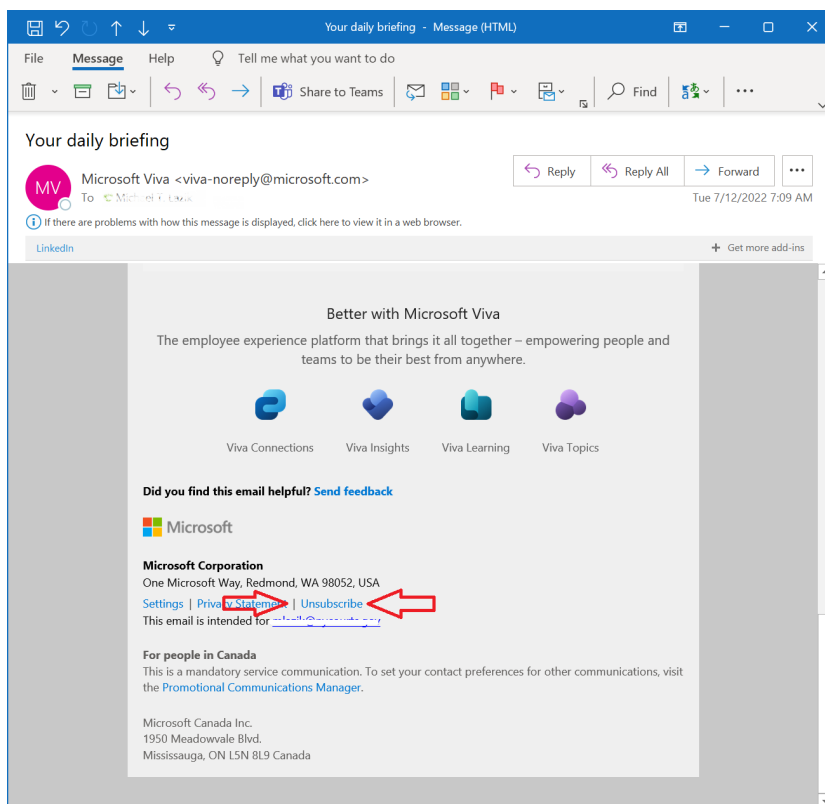 Your daily briefing - Message (HTML)
File Message Help Tell me what you want to do
Share to Teams Find
Your daily briefing
MV
Microsoft Viva <viva-noreply@microsoft.com>
Reply Reply All Forward
To
Tue 7/12/2022 7:09 AM
If there are problems with how this message is displayed, click here to view it in a web browser.
LinkedIn + Get more add-ins
Better with Microsoft Viva
The employee experience platform that brings it all together – empowering people and
teams to be their best from anywhere.
Viva Connections Viva Insights Viva Learning Viva Topics
Did you find this email helpful? Send feedback
Microsoft
Microsoft Corporation
One Microsoft Way, Redmond, WA 98052, USA
Settings | Privacy Statement | Unsubscribe
This email is intended for
For people in Canada
This is a mandatory service communication. To set your contact preferences for other communications, visit
the Promotional Communications Manager.
Microsoft Canada Inc.
1950 Meadowvale Blvd.
Mississauga, ON L5N 8L9 Canada